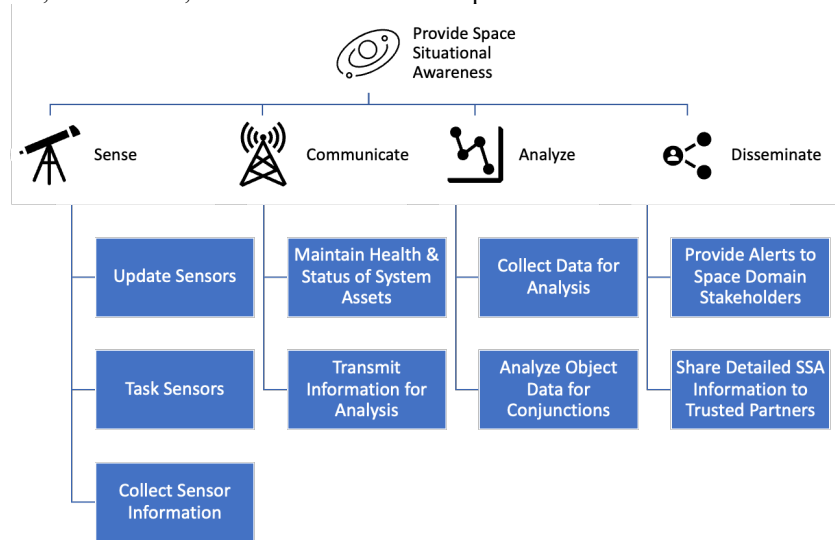 Provide Space
Situational
Awareness
Sense
Communicate
Analyze
Disseminate
Update Sensors
Maintain Health &
Status of System
Assets
Collect Data for
Analysis
Provide Alerts to
Space Domain
Stakeholders
Task Sensors
Transmit
Information for
Analysis
Analyze Object
Data for
Conjunctions
Share Detailed SSA
Information to
Trusted Partners
Collect Sensor
Information